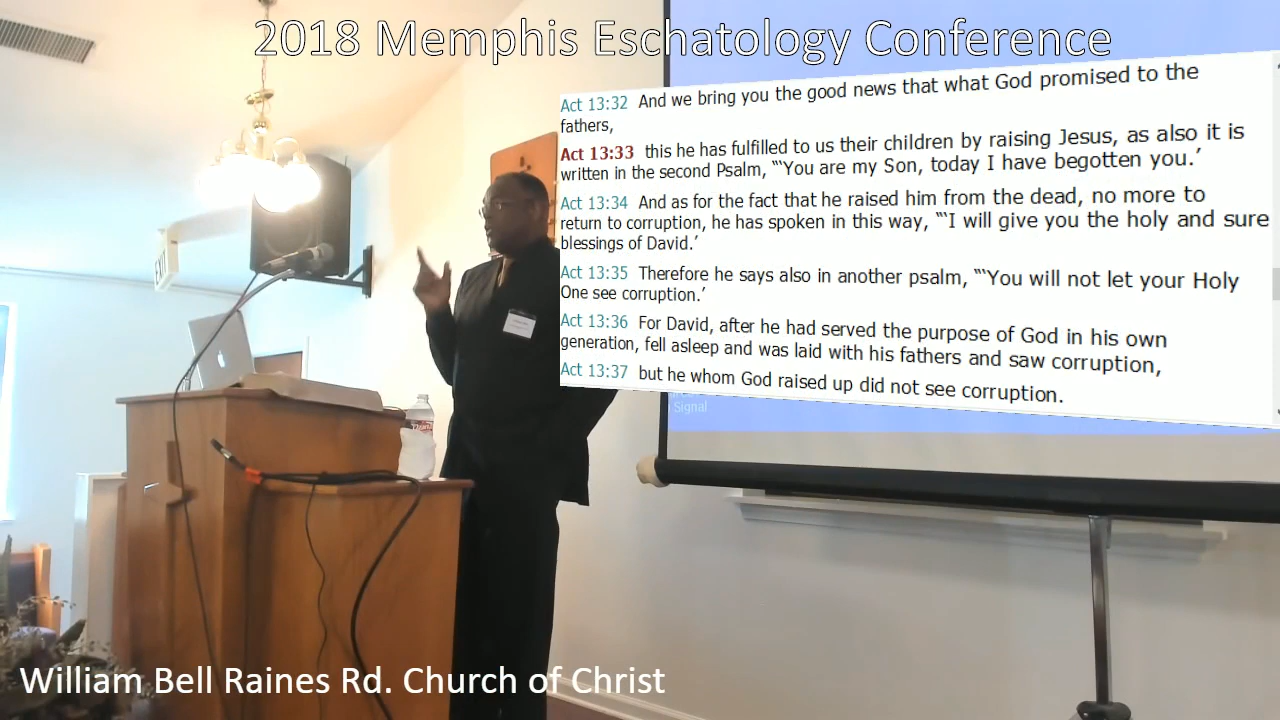 2018 Memphis Eschatology Conference
Act 13:32 And we bring you the good news that what God promised to the
fathers,
Act 13:33 this he has fulfilled to us their children by raising Jesus, as also it is
written in the second Psalm, “‘You are my Son, today I have begotten you.’
Act 13:34 And as for the fact that he raised him from the dead, no more to
return to corruption, he has spoken in this way, “‘I will give you the holy and sure
blessings of David.’
Act 13:35 Therefore he says also in another psalm, “‘You will not let your Holy
One see corruption.’
Act 13:36 For David, after he had served the purpose of God in his own
generation, fell asleep and was laid with his fathers and saw corruption,
Act 13:37 but he whom God raised up did not see corruption.
Signal
EXIT
William Bell Raines Rd. Church of Christ